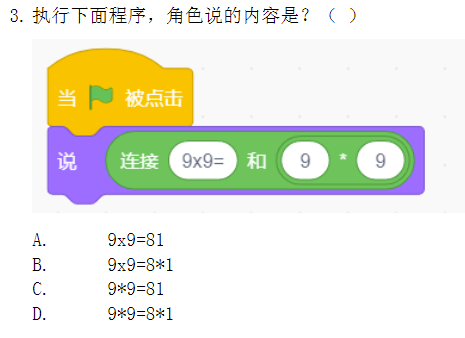 3. 执行下面程序，角色说的内容是？（ ）
当 被点击
说 连接 9x9= 和 9 * 9
A. 9x9=81
B. 9x9=8*1
C. 9*9=81
D. 9*9=8*1